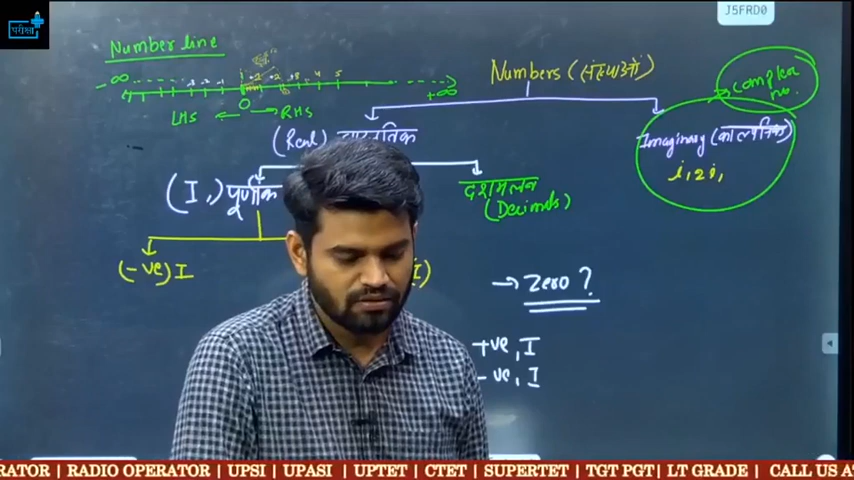 परीक्षा
J5FRD0
Number line
Numbers (संख्याओं)
complex no.
-∞
+∞
0
LHS
RHS
(Real)
Imaginary (काल्पनिक)
i, 2i,
(I,) पूर्णांक
दशमलव
(Decimals)
(-ve) I
I)
→ Zero?
+ve, I
-ve, I
RATOR | RADIO OPERATOR | UPSI | UPASI | UPTET | CTET | SUPERTET | TGT PGT| LT GRADE | CALL US A